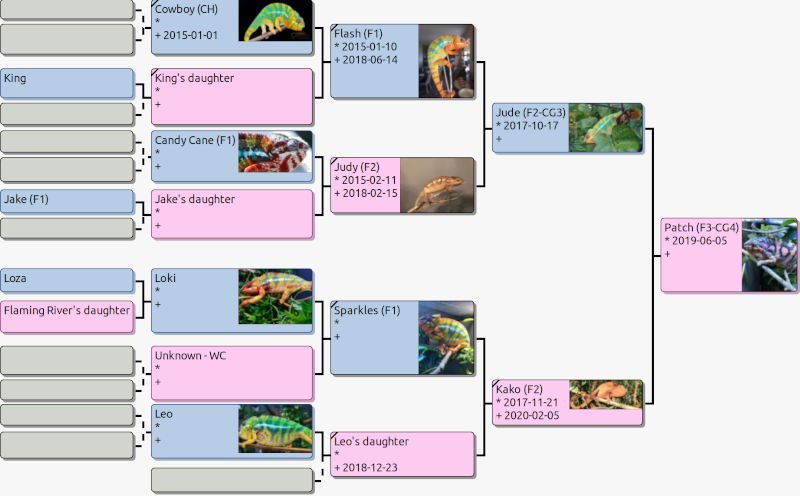 Cowboy (CH)
*
+ 2015-01-01
King
King's daughter
*
+
Candy Cane (F1)
*
+
Jake (F1)
Jake's daughter
*
+
Loza
Flaming River's daughter
Loki
*
+
Unknown - WC
*
+
Leo
*
+
Flash (F1)
* 2015-01-10
+ 2018-06-14
Judy (F2)
* 2015-02-11
+ 2018-02-15
Sparkles (F1)
*
+
Leo's daughter
*
+ 2018-12-23
Jude (F2-CG3)
* 2017-10-17
+
Kako (F2)
* 2017-11-21
+ 2020-02-05
Patch (F3-CG4)
* 2019-06-05
+